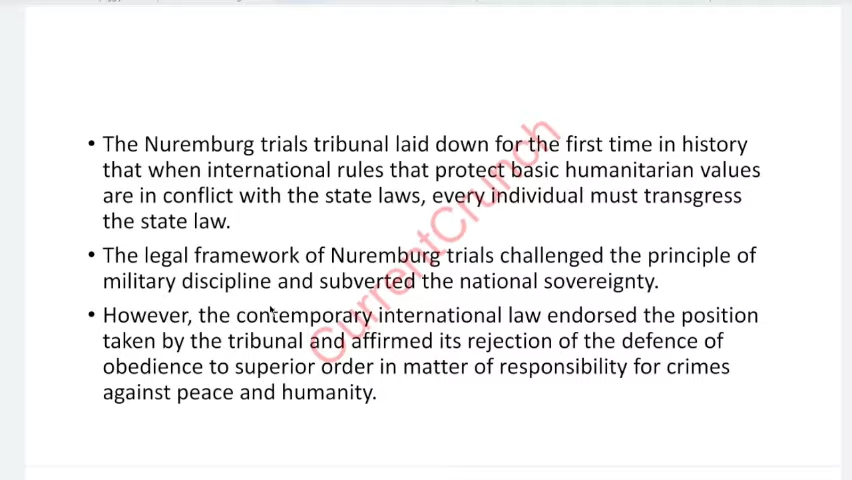 • The Nuremburg trials tribunal laid down for the first time in history
that when international rules that protect basic humanitarian values
are in conflict with the state laws, every individual must transgress
the state law.
• The legal framework of Nuremburg trials challenged the principle of
military discipline and subverted the national sovereignty.
• However, the contemporary international law endorsed the position
taken by the tribunal and affirmed its rejection of the defence of
obedience to superior order in matter of responsibility for crimes
against peace and humanity.
CurrentCrunch